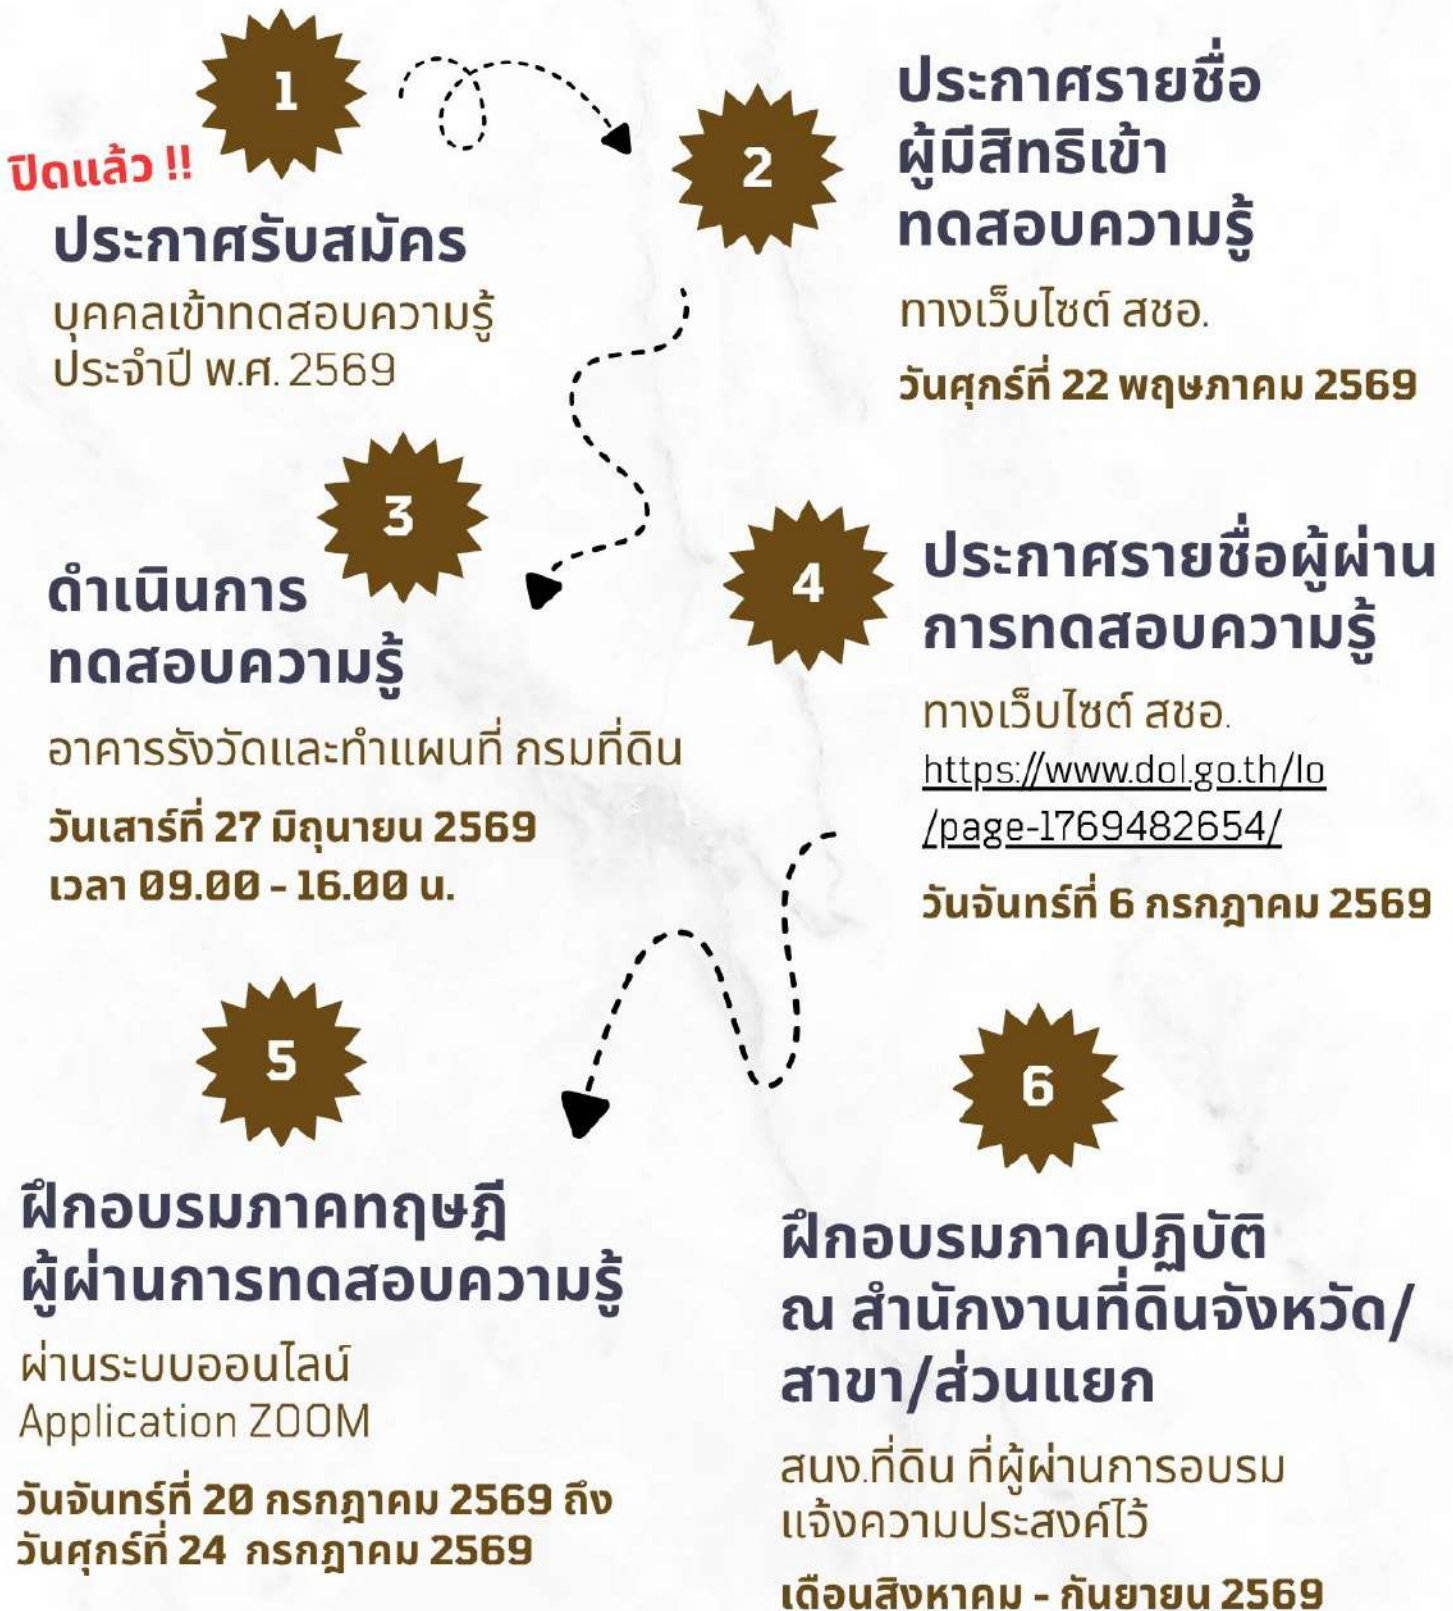 1
ปิดแล้ว !!
ประกาศรับสมัคร
บุคคลเข้าทดสอบความรู้
ประจำปี พ.ศ. 2569
2
ประกาศรายชื่อ
ผู้มีสิทธิเข้า
ทดสอบความรู้
ทางเว็บไซต์ สชอ.
วันศุกร์ที่ 22 พฤษภาคม 2569
3
ดำเนินการ
ทดสอบความรู้
อาคารรังวัดและทำแผนที่ กรมที่ดิน
วันเสาร์ที่ 27 มิถุนายน 2569
เวลา 09.00 - 16.00 น.
4
ประกาศรายชื่อผู้ผ่าน
การทดสอบความรู้
ทางเว็บไซต์ สชอ.
https://www.dol.go.th/lo
/page-1769482654/
วันจันทร์ที่ 6 กรกฎาคม 2569
5
ฝึกอบรมภาคทฤษฎี
ผู้ผ่านการทดสอบความรู้
ผ่านระบบออนไลน์
Application ZOOM
วันจันทร์ที่ 20 กรกฎาคม 2569 ถึง
วันศุกร์ที่ 24 กรกฎาคม 2569
6
ฝึกอบรมภาคปฏิบัติ
ณ สำนักงานที่ดินจังหวัด/
สาขา/ส่วนแยก
สนง.ที่ดิน ที่ผู้ผ่านการอบรม
แจ้งความประสงค์ไว้
เดือนสิงหาคม - กันยายน 2569